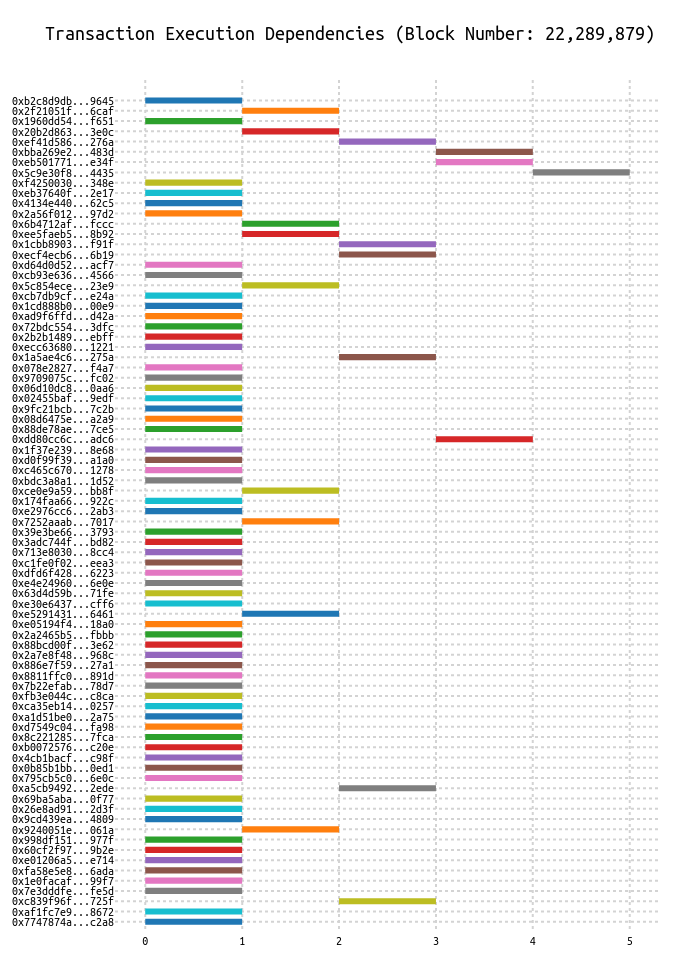 Transaction Execution Dependencies (Block Number: 22,289,879)
0xb2c8d9db...9645
0x2f21051f...6caf
0x1960dd54...f651
0x20b2d863...3e0c
0xef41d586...276a
0xbba269e2...483d
0xeb501771...e34f
0x5c9e30f8...4435
0xf4250030...348e
0xeb37640f...2e17
0x4134e440...62c5
0x2a56f012...97d2
0x6b4712af...fccc
0xee5faeb5...8b92
0x1cbb8903...f91f
0xecf4ecb6...6b19
0xd64d0d52...acf7
0xcb93e636...4566
0x5c854ece...23e9
0xcb7db9cf...e24a
0x1cd888b0...00e9
0xad9f6ffd...d42a
0x72bdc554...3dfc
0x2b2b1489...ebff
0xecc63680...1221
0x1a5ae4c6...275a
0x078e2827...f4a7
0x9709075c...fc02
0x06d10dc8...0aa6
0x02455baf...9edf
0x9fc21bcb...7c2b
0x08d6475e...a2a9
0x88de78ae...7ce5
0xdd80cc6c...adc6
0x1f37e239...8e68
0xd0f99f39...a1a0
0xc465c670...1278
0xbdc3a8a1...1d52
0xce0e9a59...bb8f
0x174faa66...922c
0xe2976cc6...2ab3
0x7252aaab...7017
0x39e3be66...3793
0x3adc744f...bd82
0x713e8030...8cc4
0xc1fe0f02...eea3
0xdfd6f428...6223
0xe4e24960...6e0e
0x63d4d59b...71fe
0xe30e6437...cff6
0xe5291431...6461
0xe05194f4...18a0
0x2a2465b5...fbbb
0x88bcd00f...3e62
0x2a7e8f48...968c
0x886e7f59...27a1
0x8811ffc0...891d
0x7b22efab...78d7
0xfb3e044c...c8ca
0xca35eb14...0257
0xa1d51be0...2a75
0xd7549c04...fa98
0x8c221285...7fca
0xb0072576...c20e
0x4cb1bacf...c98f
0x0b85b1bb...0ed1
0x795cb5c0...6e0c
0xa5cb9492...2ede
0x69ba5aba...0f77
0x26e8ad91...2d3f
0x9cd439ea...4809
0x9240051e...061a
0x998df151...977f
0x60cf2f97...9b2e
0xe01206a5...e714
0xfa58e5e8...6ada
0x1e0facaf...99f7
0x7e3dddfe...fe5d
0xc839f96f...725f
0xaf1fc7e9...8672
0x7747874a...c2a8
0 1 2 3 4 5